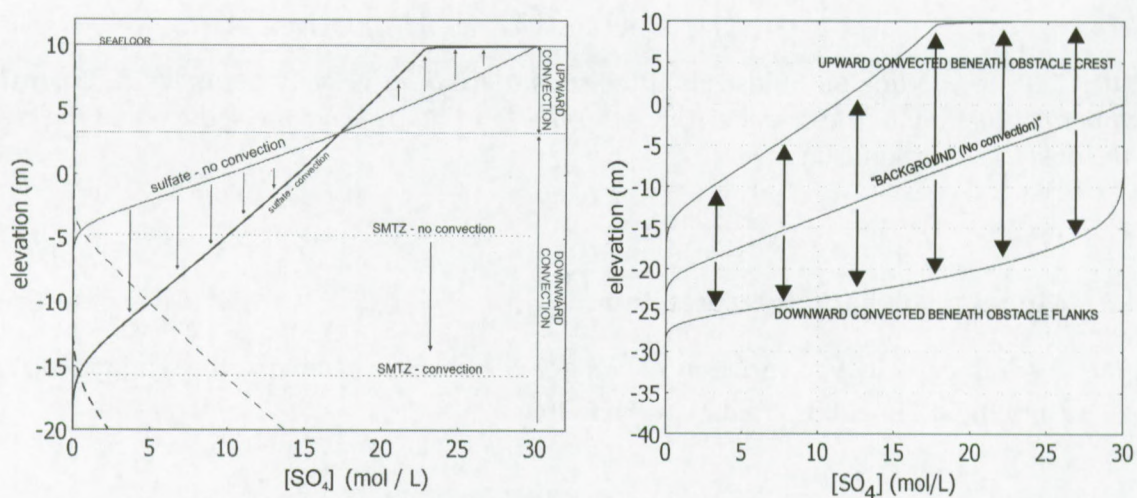 10
5
0
-5
-10
-15
-20
elevation (m)
SEAFLOOR
UPWARD
CONVECTION
DOWNWARD
CONVECTION
sulfate - no convection
sulfate - convection
SMTZ - no convection
SMTZ - convection
0 5 10 15 20 25 30
[SO₄] (mol / L)
10
5
0
-5
-10
-15
-20
-25
-30
-35
-40
elevation (m)
UPWARD CONVECTED BENEATH OBSTACLE CREST
"BACKGROUND (No convection)"
DOWNWARD CONVECTED BENEATH OBSTACLE FLANKS
0 5 10 15 20 25 30
[SO₄] (mol/L)